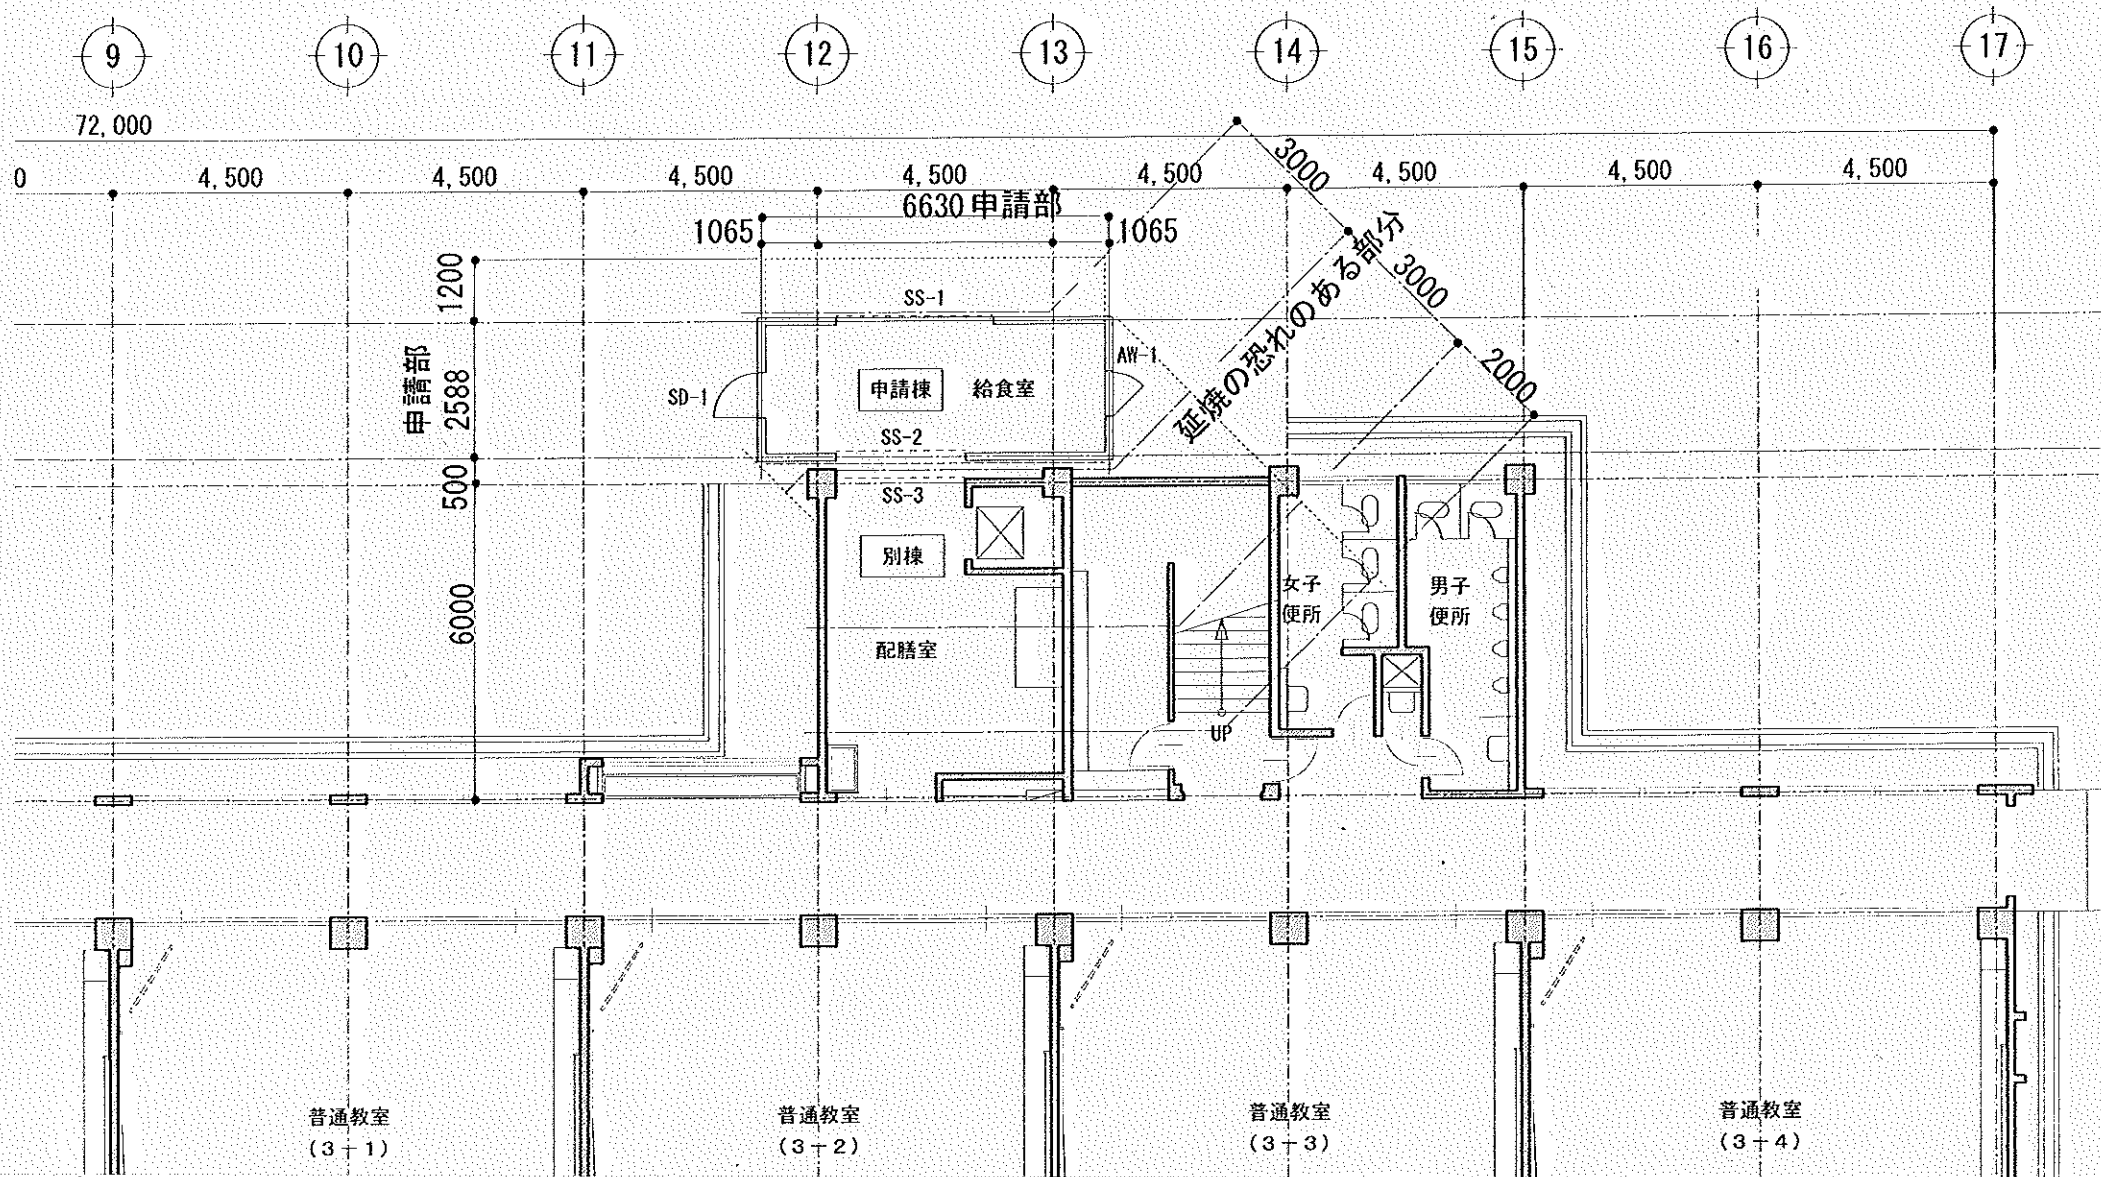 9 10 11 12 13 14 15 16 17
72,000
0 4,500 4,500 4,500 4,500 4,500 4,500 4,500 4,500
6630 申請部
1065 1065
3000
3000
2000
延焼の恐れのある部分
1200
申請部
2588
500
6000
SS-1
AW-1
SD-1
申請棟 給食室
SS-2
SS-3
別棟
配膳室
女子
便所
男子
便所
UP
普通教室
(3-1)
普通教室
(3-2)
普通教室
(3-3)
普通教室
(3-4)